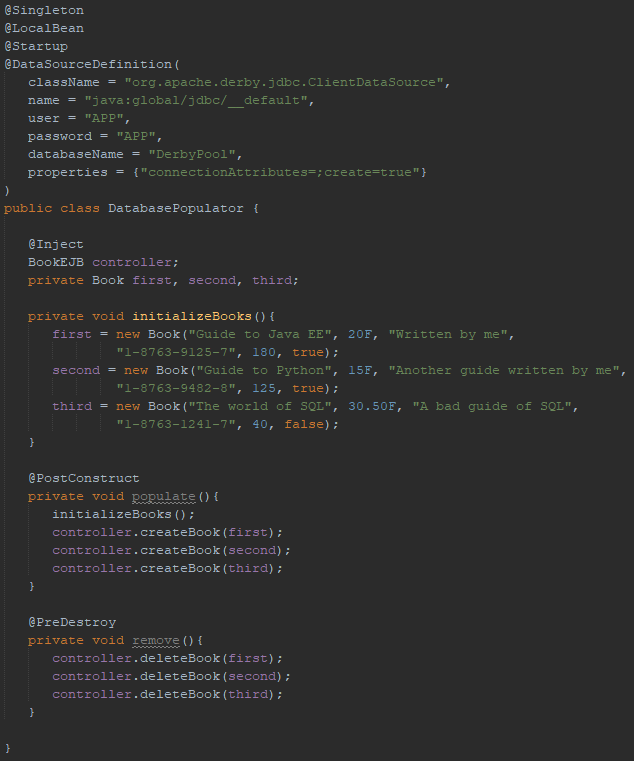 @Singleton
@LocalBean
@Startup
@DataSourceDefinition(
   className = "org.apache.derby.jdbc.ClientDataSource",
   name = "java:global/jdbc/__default",
   user = "APP",
   password = "APP",
   databaseName = "DerbyPool",
   properties = {"connectionAttributes=;create=true"}
)
public class DatabasePopulator {

   @Inject
   BookEJB controller;
   private Book first, second, third;

   private void initializeBooks(){
      first = new Book("Guide to Java EE", 20F, "Written by me",
              "1-8763-9125-7", 180, true);
      second = new Book("Guide to Python", 15F, "Another guide written by me",
              "1-8763-9482-8", 125, true);
      third = new Book("The world of SQL", 30.50F, "A bad guide of SQL",
              "1-8763-1241-7", 40, false);
   }

   @PostConstruct
   private void populate(){
      initializeBooks();
      controller.createBook(first);
      controller.createBook(second);
      controller.createBook(third);
   }

   @PreDestroy
   private void remove(){
      controller.deleteBook(first);
      controller.deleteBook(second);
      controller.deleteBook(third);
   }

}